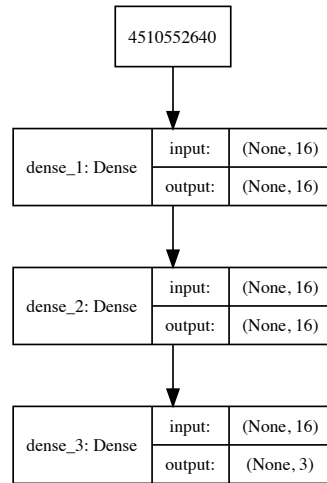 4510552640
dense_1: Dense
input: (None, 16)
output: (None, 16)
dense_2: Dense
input: (None, 16)
output: (None, 16)
dense_3: Dense
input: (None, 16)
output: (None, 3)